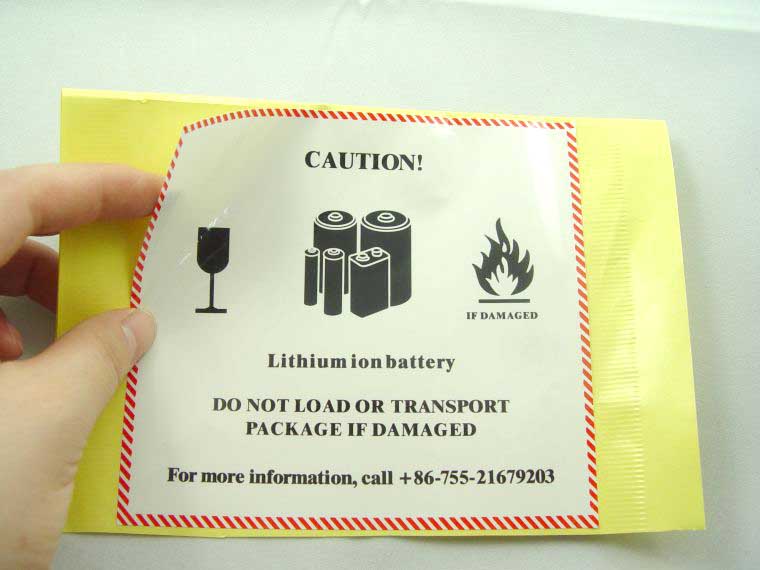 CAUTION!
IF DAMAGED
Lithium ion battery
DO NOT LOAD OR TRANSPORT
PACKAGE IF DAMAGED
For more information, call +86-755-21679203